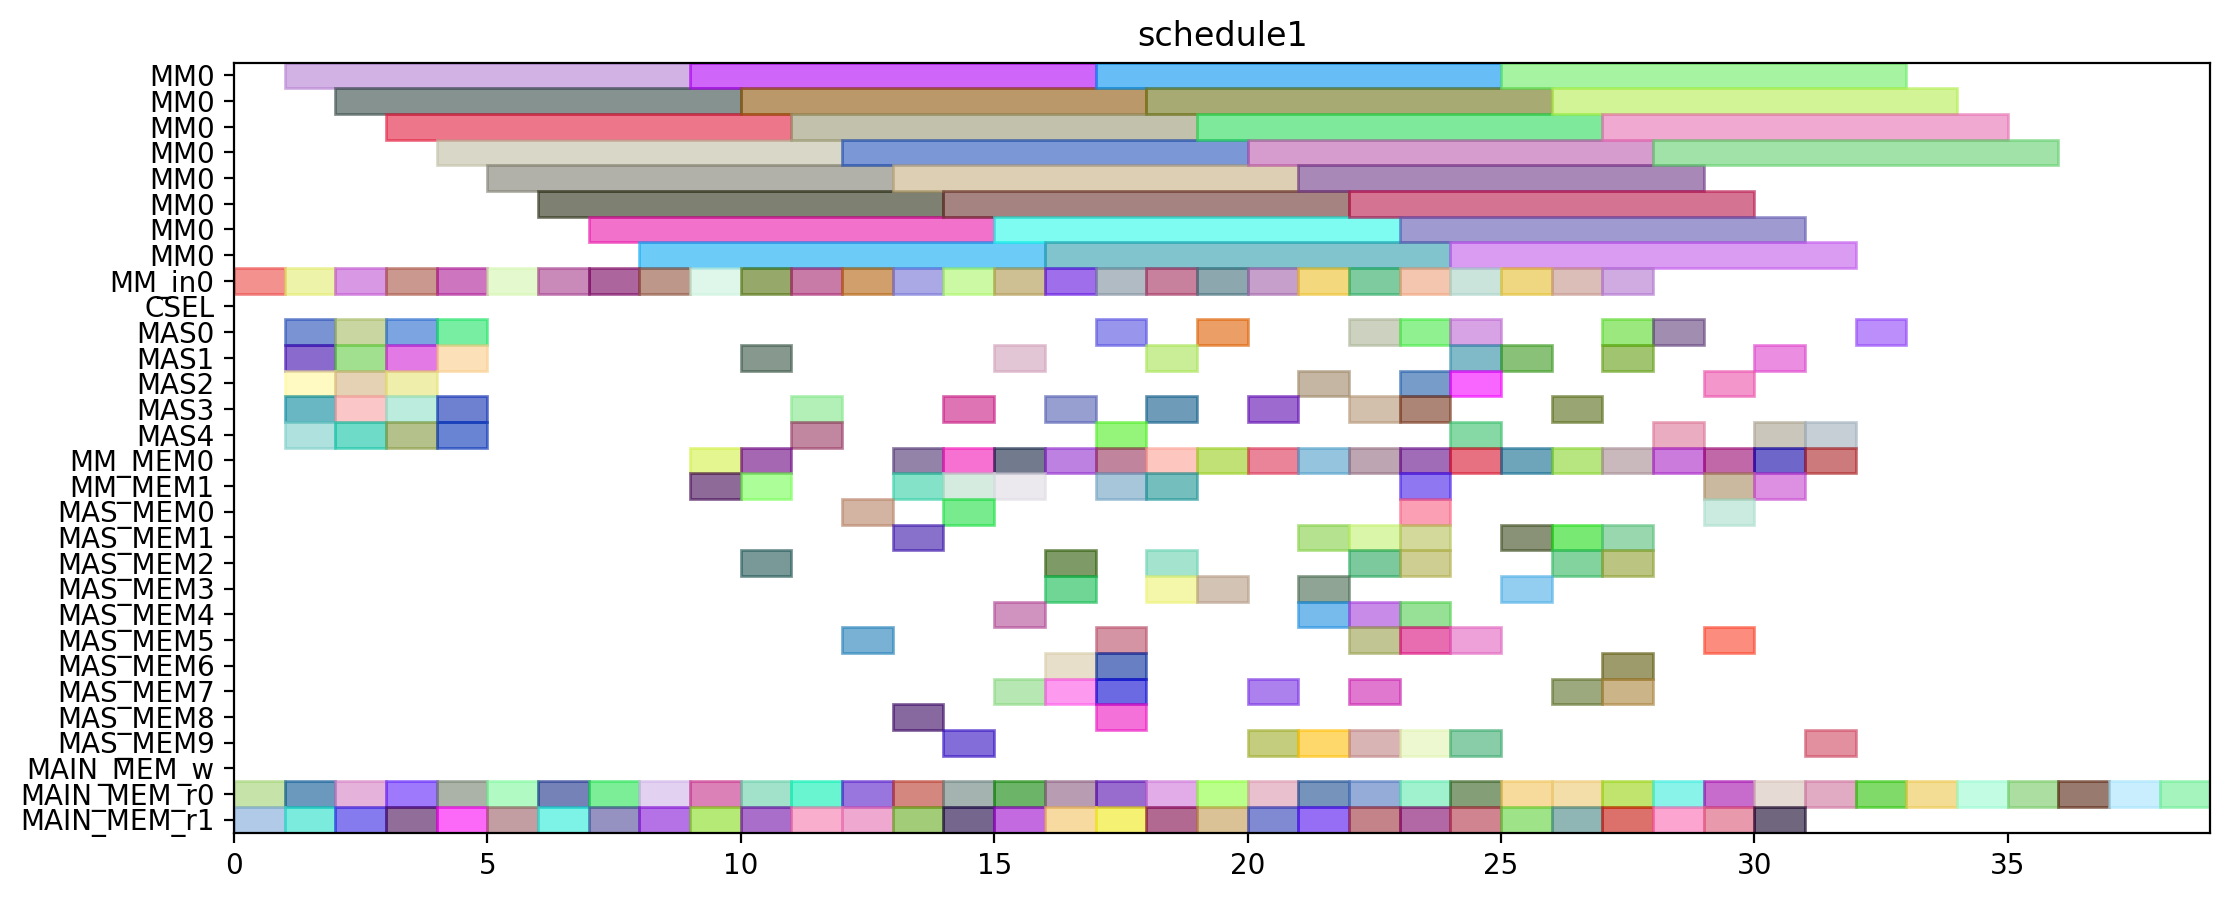 schedule1
MM0
MM0
MM0
MM0
MM0
MM0
MM0
MM0
MM_in0
CSEL
MAS0
MAS1
MAS2
MAS3
MAS4
MM_MEM0
MM_MEM1
MAS_MEM0
MAS_MEM1
MAS_MEM2
MAS_MEM3
MAS_MEM4
MAS_MEM5
MAS_MEM6
MAS_MEM7
MAS_MEM8
MAS_MEM9
MAIN_MEM_w
MAIN_MEM_r0
MAIN_MEM_r1
0 5 10 15 20 25 30 35